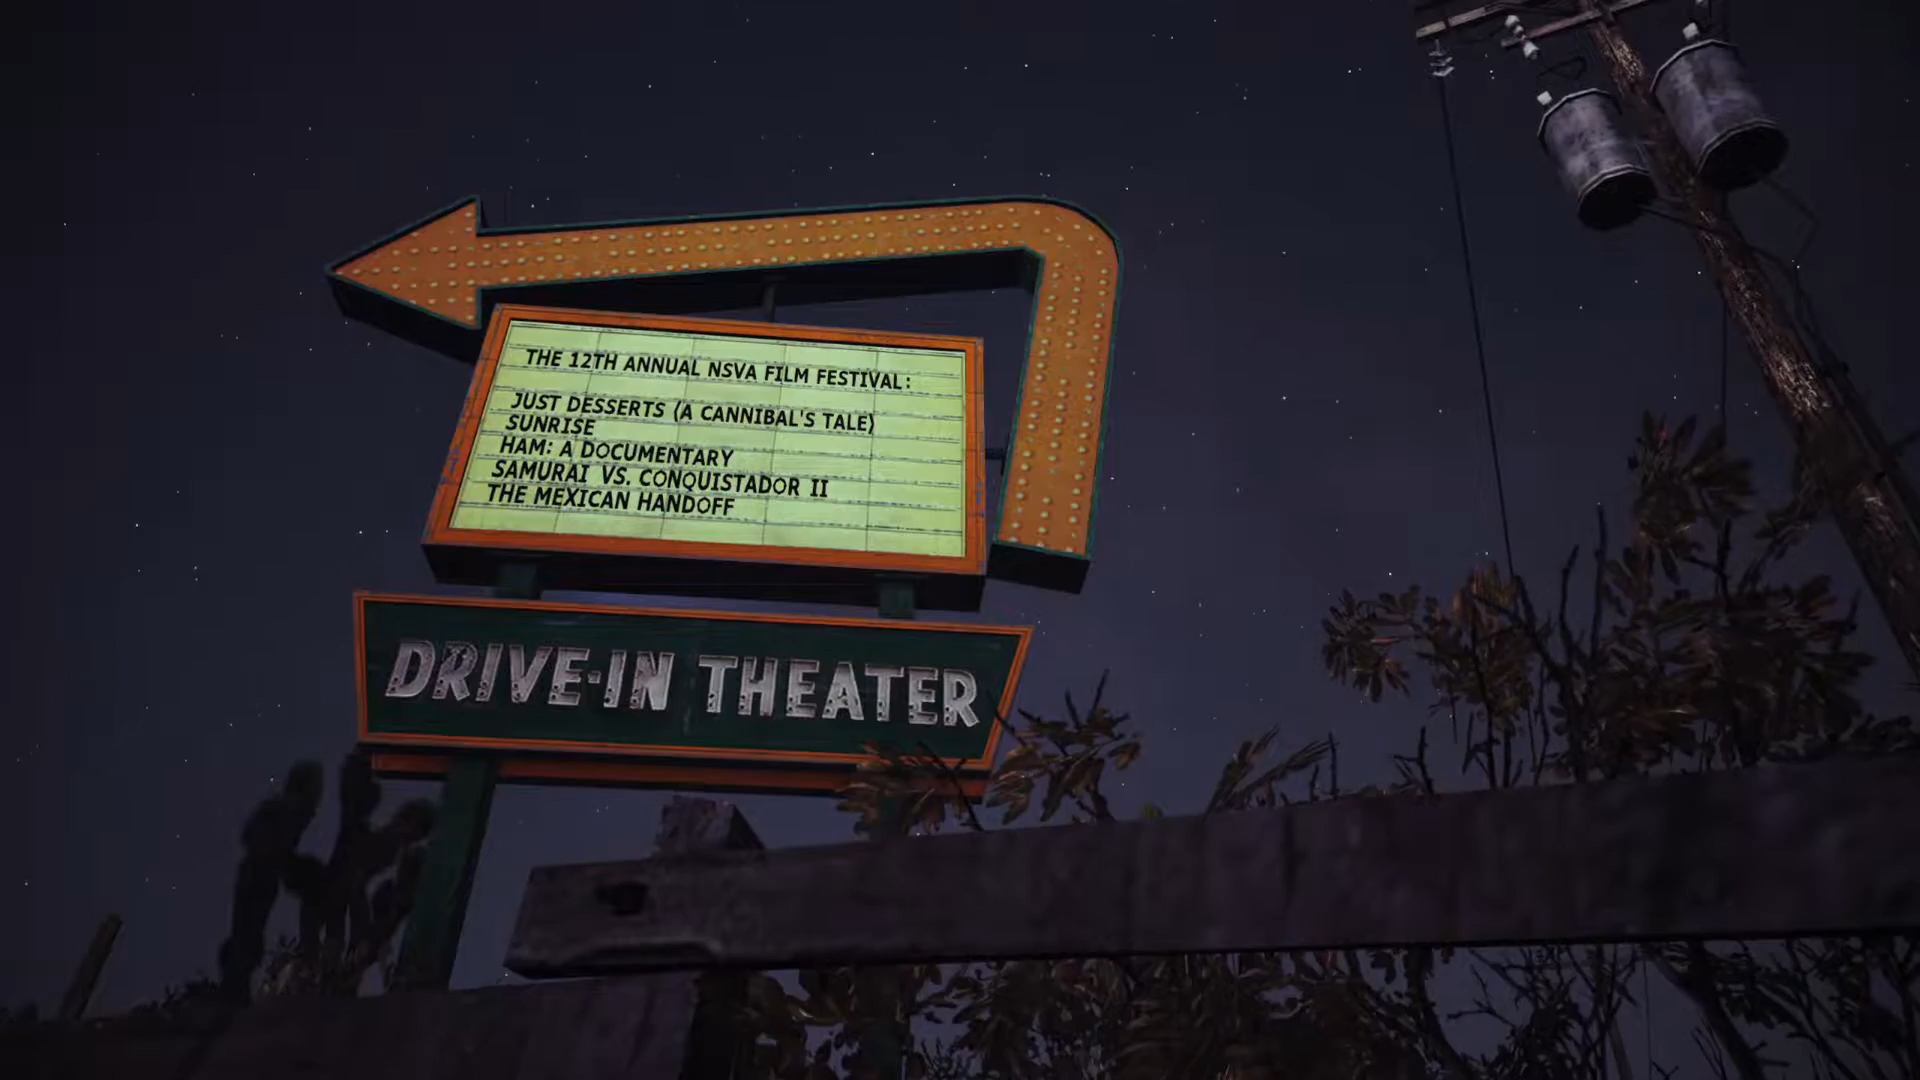 THE 12TH ANNUAL NSVA FILM FESTIVAL:
JUST DESSERTS (A CANNIBAL'S TALE)
SUNRISE
HAM: A DOCUMENTARY
SAMURAI VS. CONQUISTADOR II
THE MEXICAN HANDOFF
DRIVE-IN THEATER